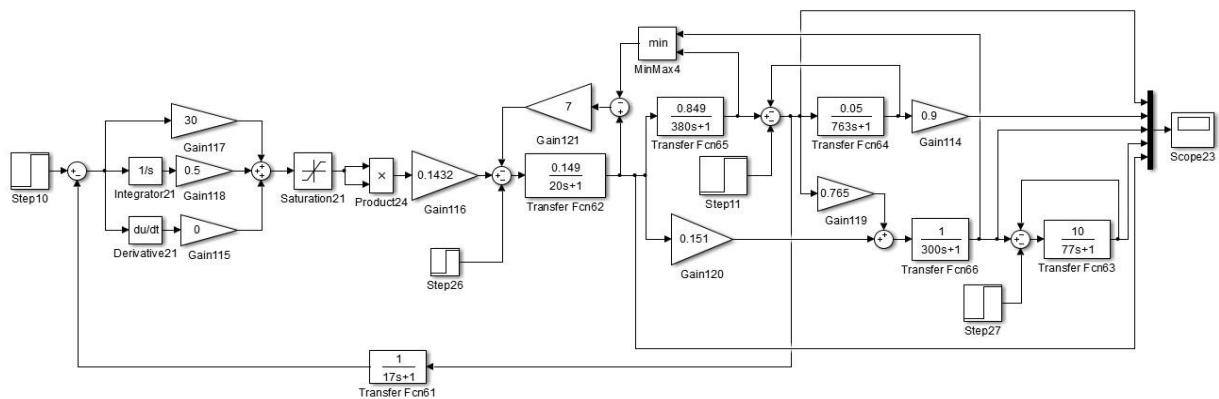 min
MinMax4
7
Gain121
30
Gain117
0.849
380s+1
Transfer Fcn65
0.05
763s+1
Transfer Fcn64
0.9
Gain114
Scope23
Step10
1/s
Integrator21
0.5
Gain118
Saturation21
×
Product24
0.1432
Gain116
0.149
20s+1
Transfer Fcn62
Step11
0.765
Gain119
du/dt
Derivative21
0
Gain115
Step26
0.151
Gain120
1
300s+1
Transfer Fcn66
10
77s+1
Transfer Fcn63
Step27
1
17s+1
Transfer Fcn61